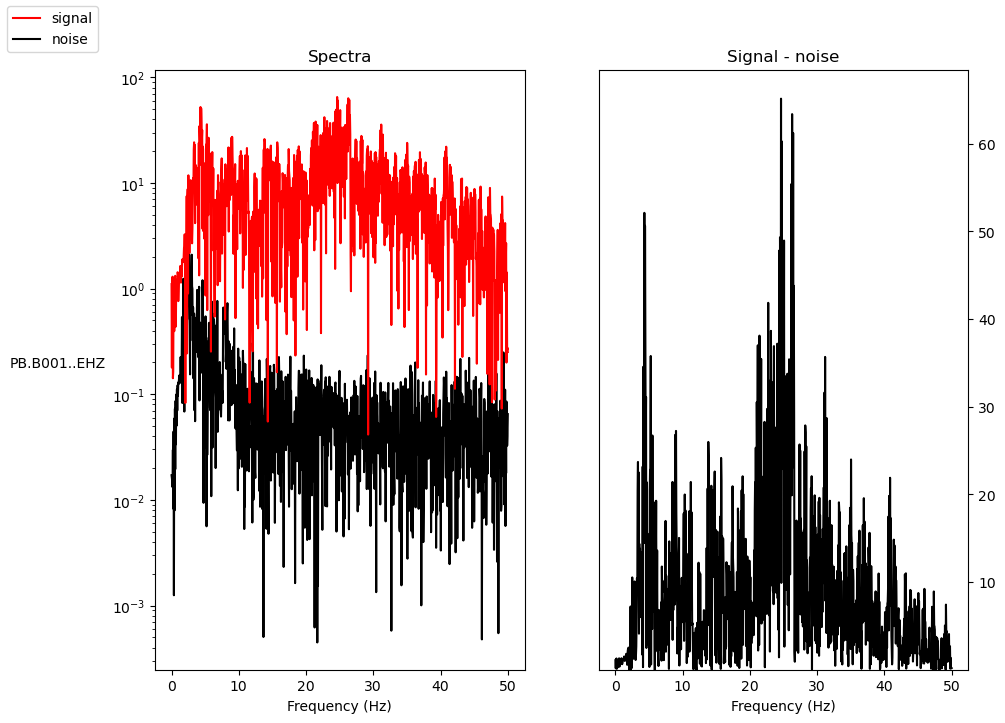 signal
noise
Spectra
Signal - noise
10²
10¹
10⁰
10⁻¹
10⁻²
10⁻³
PB.B001..EHZ
60
50
40
30
20
10
0 10 20 30 40 50
0 10 20 30 40 50
Frequency (Hz)
Frequency (Hz)